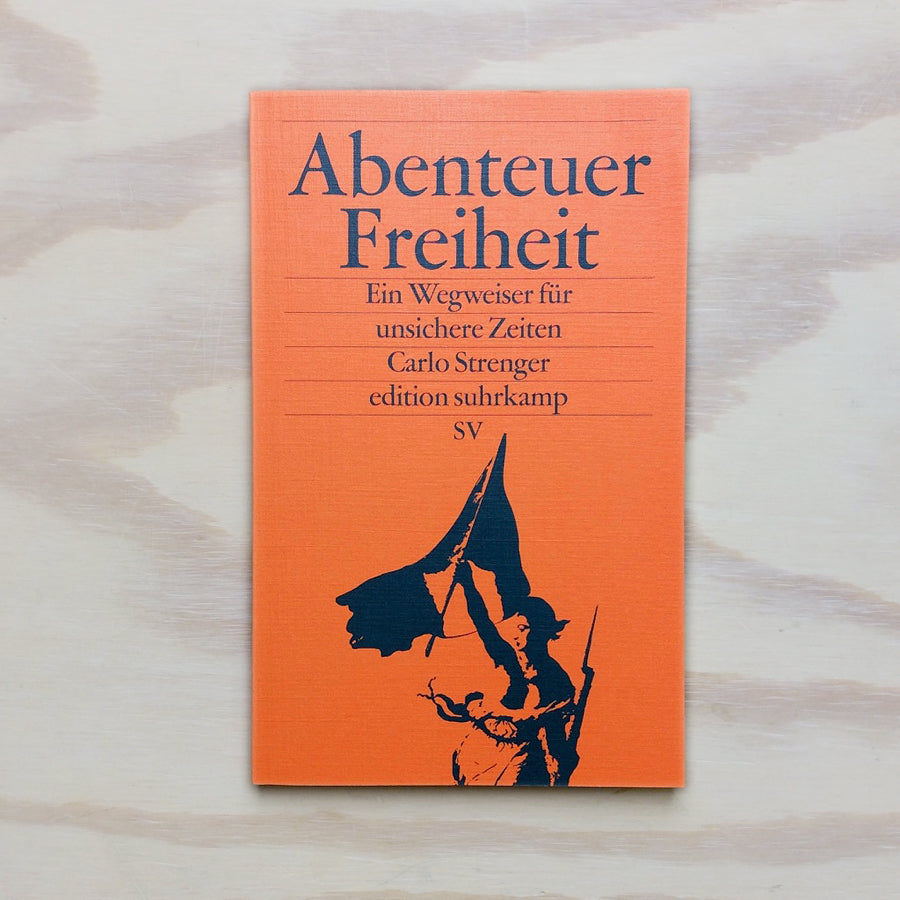 Abenteuer
Freiheit
Ein Wegweiser für
unsichere Zeiten
Carlo Strenger
edition suhrkamp
SV